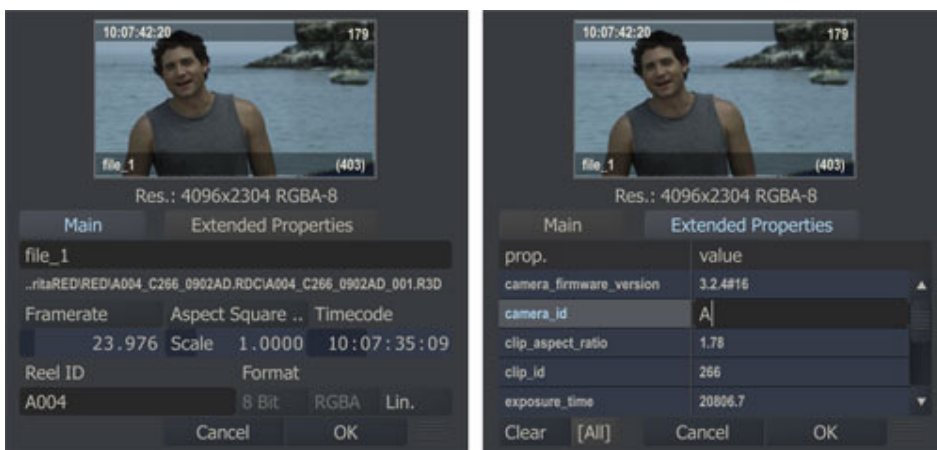 10:07:42:20 179
file_1 (403)
Res.: 4096x2304 RGBA-8
Main Extended Properties
file_1
..ritaRED\RED\A004_C266_0902AD.RDC\A004_C266_0902AD_001.R3D
Framerate Aspect Square .. Timecode
23.976 Scale 1.0000 10:07:35:09
Reel ID Format
A004 8 Bit RGBA Lin.
Cancel OK
10:07:42:20 179
file_1 (403)
Res.: 4096x2304 RGBA-8
Main Extended Properties
prop. value
camera_firmware_version 3.2.4#16
camera_id A
clip_aspect_ratio 1.78
clip_id 266
exposure_time 20806.7
Clear [All] Cancel OK